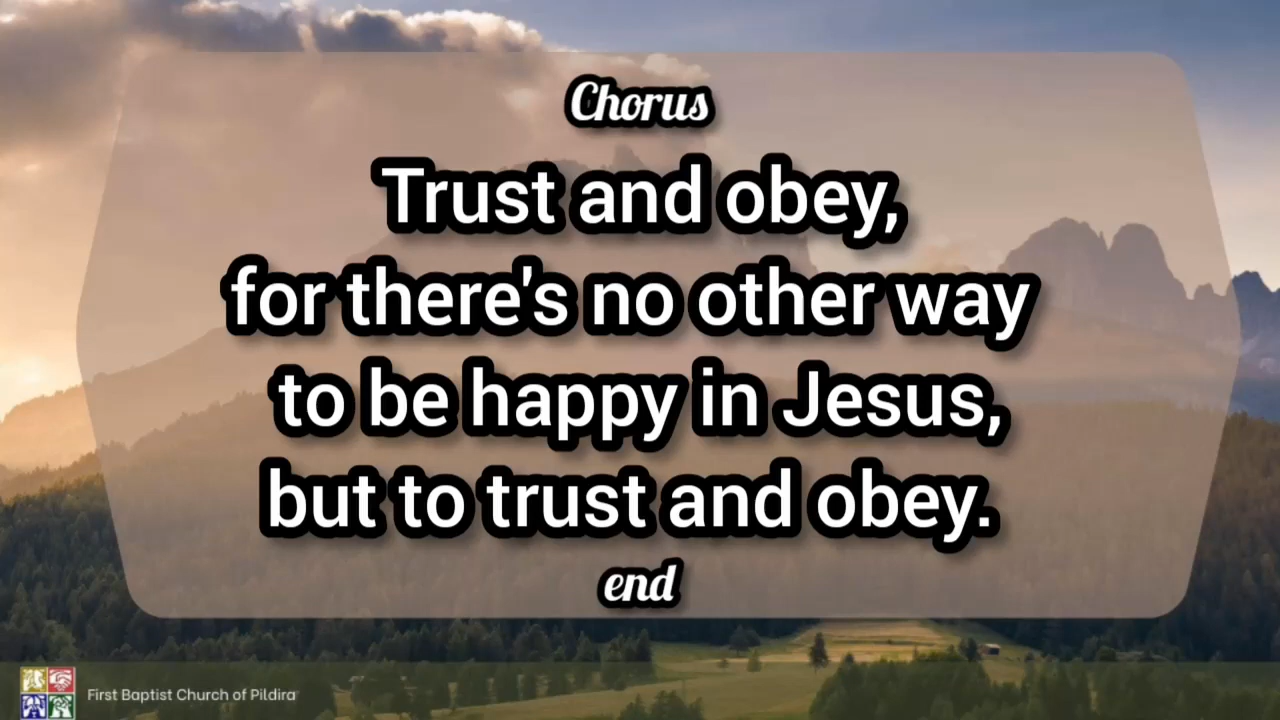 Chorus
Trust and obey,
for there's no other way
to be happy in Jesus,
but to trust and obey.
end
First Baptist Church of Pildira